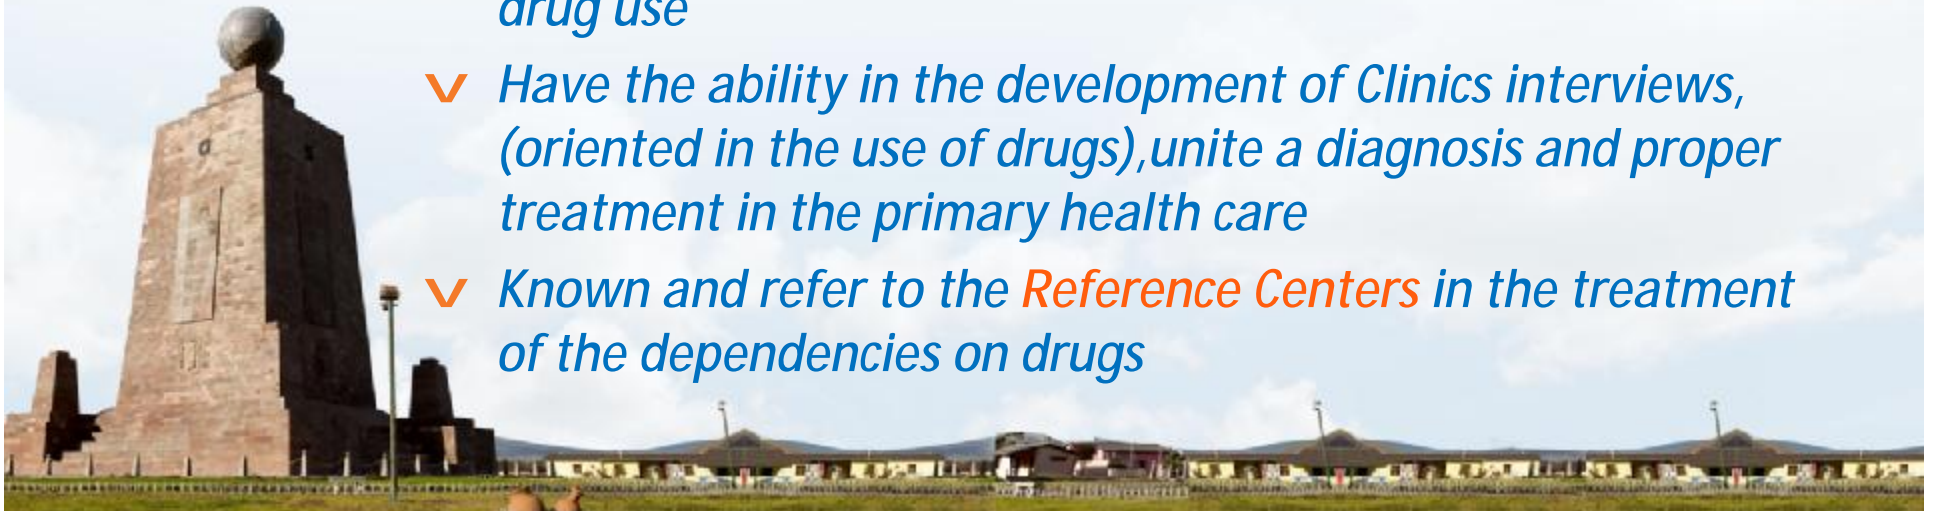 drug use
v Have the ability in the development of Clinics interviews,
(oriented in the use of drugs),unite a diagnosis and proper
treatment in the primary health care
v Known and refer to the Reference Centers in the treatment
of the dependencies on drugs